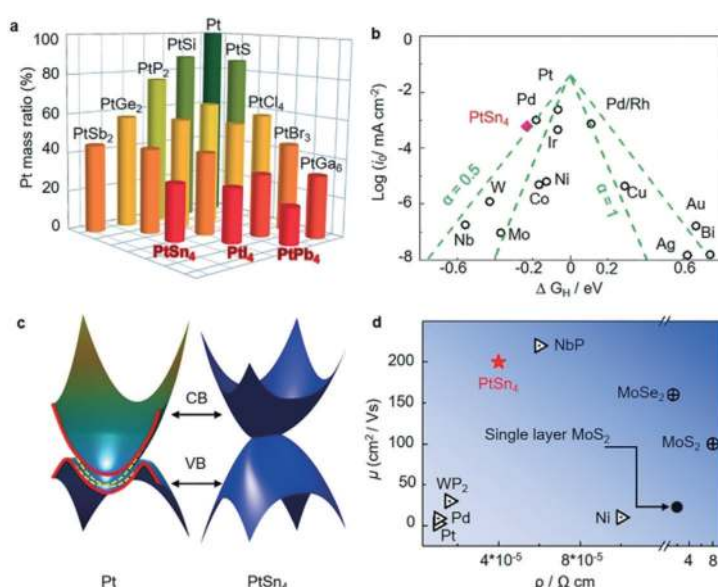 a
100
80
60
40
20
0
Pt mass ratio (%)
Pt
PtSi
PtS
PtP2
PtGe2
PtCl4
PtSb2
PtBr3
PtGa6
PtSn4
PtI4
PtPb4
b
0
-2
-4
-6
-8
Log (i0/ mA cm-2)
Pt
Pd
Pd/Rh
PtSn4
Ir
α = 0.5
α = 1
W
Ni
Co
Cu
Au
Nb
Mo
Ag
Bi
-0.6
-0.2
0
0.2
0.6
Δ GH / eV
c
CB
VB
Pt
PtSn4
d
200
150
100
50
0
μ (cm2 / Vs)
NbP
PtSn4
MoSe2
Single layer MoS2
MoS2
WP2
Pd
Pt
Ni
4*10-5
8*10-5
4
8
ρ / Ω cm